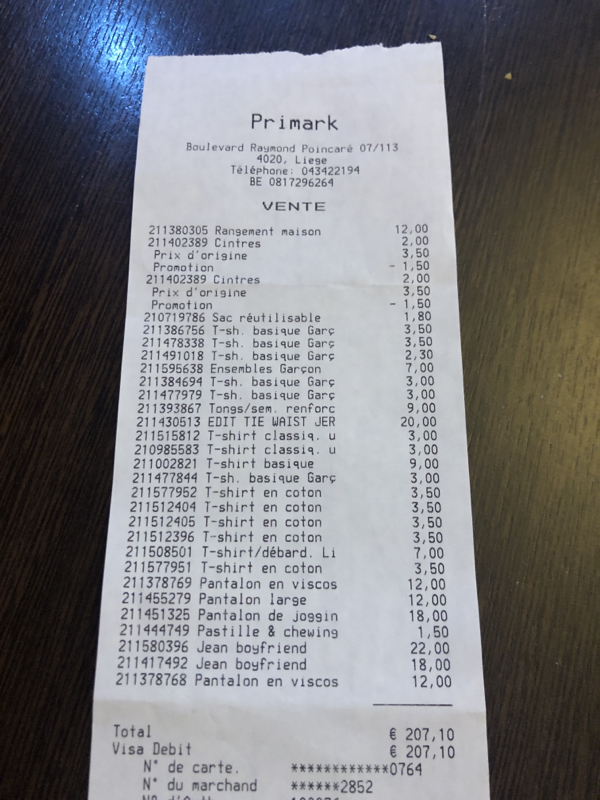 Primark
Boulevard Raymond Poincaré 07/113
4020, Liege
Téléphone: 043422194
BE 0817296264
VENTE
211380305 Rangement maison 12,00
211402389 Cintres 2,00
Prix d'origine 3,50
Promotion - 1,50
211402389 Cintres 2,00
Prix d'origine 3,50
Promotion - 1,50
210719786 Sac réutilisable 1,80
211386756 T-sh. basique Garç 3,50
211478338 T-sh. basique Garç 3,50
211491018 T-sh. basique Garç 2,30
211595638 Ensembles Garçon 7,00
211384694 T-sh. basique Garç 3,00
211477979 T-sh. basique Garç 3,00
211393867 Tongs/sem. renforc 9,00
211430513 EDIT TIE WAIST JER 20,00
211515812 T-shirt classiq. u 3,00
210985583 T-shirt classiq. u 3,00
211002821 T-shirt basique 9,00
211477844 T-sh. basique Garç 3,00
211577952 T-shirt en coton 3,50
211512404 T-shirt en coton 3,50
211512405 T-shirt en coton 3,50
211512396 T-shirt en coton 3,50
211508501 T-shirt/débard. Li 7,00
211577951 T-shirt en coton 3,50
211378769 Pantalon en viscos 12,00
211455279 Pantalon large 12,00
211451325 Pantalon de joggin 18,00
211444749 Pastille & chewing 1,50
211580396 Jean boyfriend 22,00
211417492 Jean boyfriend 18,00
211378768 Pantalon en viscos 12,00
Total € 207,10
Visa Debit € 207,10
N° de carte. ************0764
N° du marchand ******2852